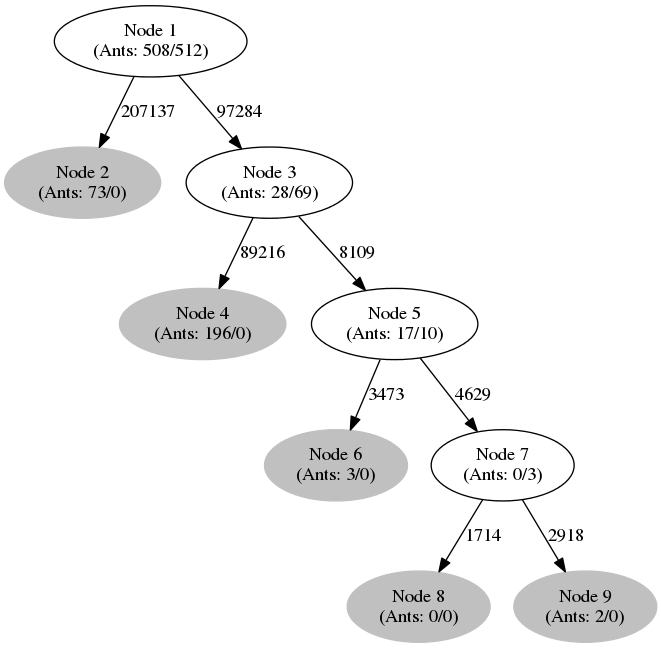 Node 1
(Ants: 508/512)
207137
97284
Node 2
(Ants: 73/0)
Node 3
(Ants: 28/69)
89216
8109
Node 4
(Ants: 196/0)
Node 5
(Ants: 17/10)
3473
4629
Node 6
(Ants: 3/0)
Node 7
(Ants: 0/3)
1714
2918
Node 8
(Ants: 0/0)
Node 9
(Ants: 2/0)